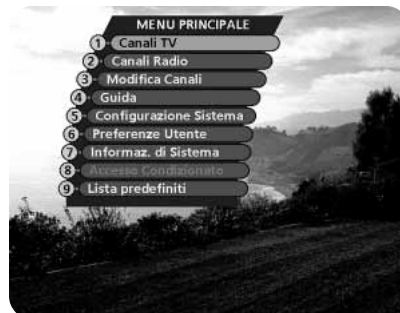 MENU PRINCIPALE
1 Canali TV
2 Canali Radio
3 Modifica Canali
4 Guida
5 Configurazione Sistema
6 Preferenze Utente
7 Informaz. di Sistema
8 Accesso Condizionato
9 Lista predefiniti